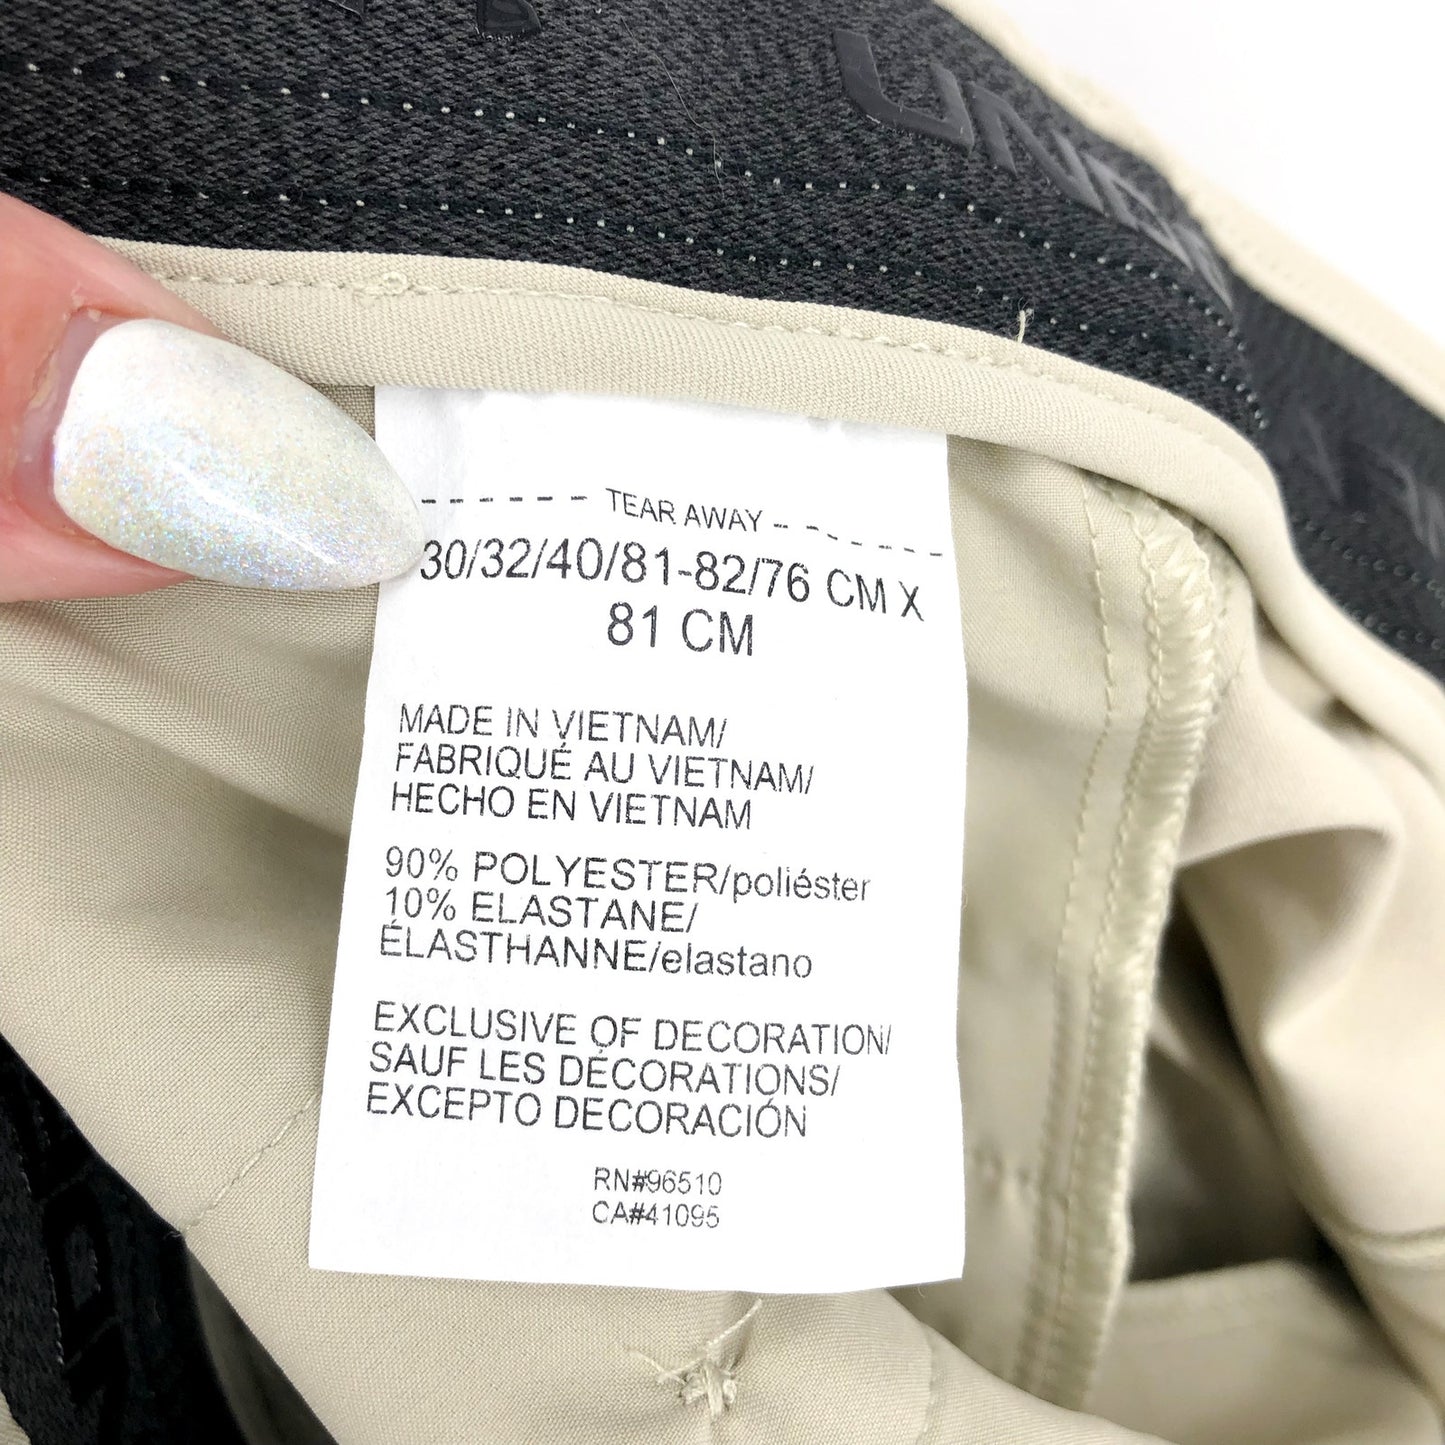 TEAR AWAY
30/32/40/81-82/76 CM X
81 CM
MADE IN VIETNAM/
FABRIQUÉ AU VIETNAM/
HECHO EN VIETNAM
90% POLYESTER/poliéster
10% ELASTANE/
ÉLASTHANNE/elastano
EXCLUSIVE OF DECORATION/
SAUF LES DÉCORATIONS/
EXCEPTO DECORACIÓN
RN#96510
CA#41095